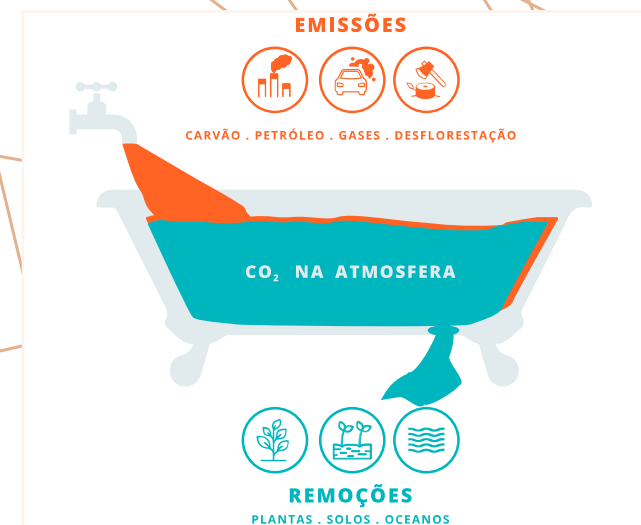 EMISSÕES
CARVÃO . PETRÓLEO . GASES . DESFLORESTAÇÃO
CO₂ NA ATMOSFERA
REMOÇÕES
PLANTAS . SOLOS . OCEANOS